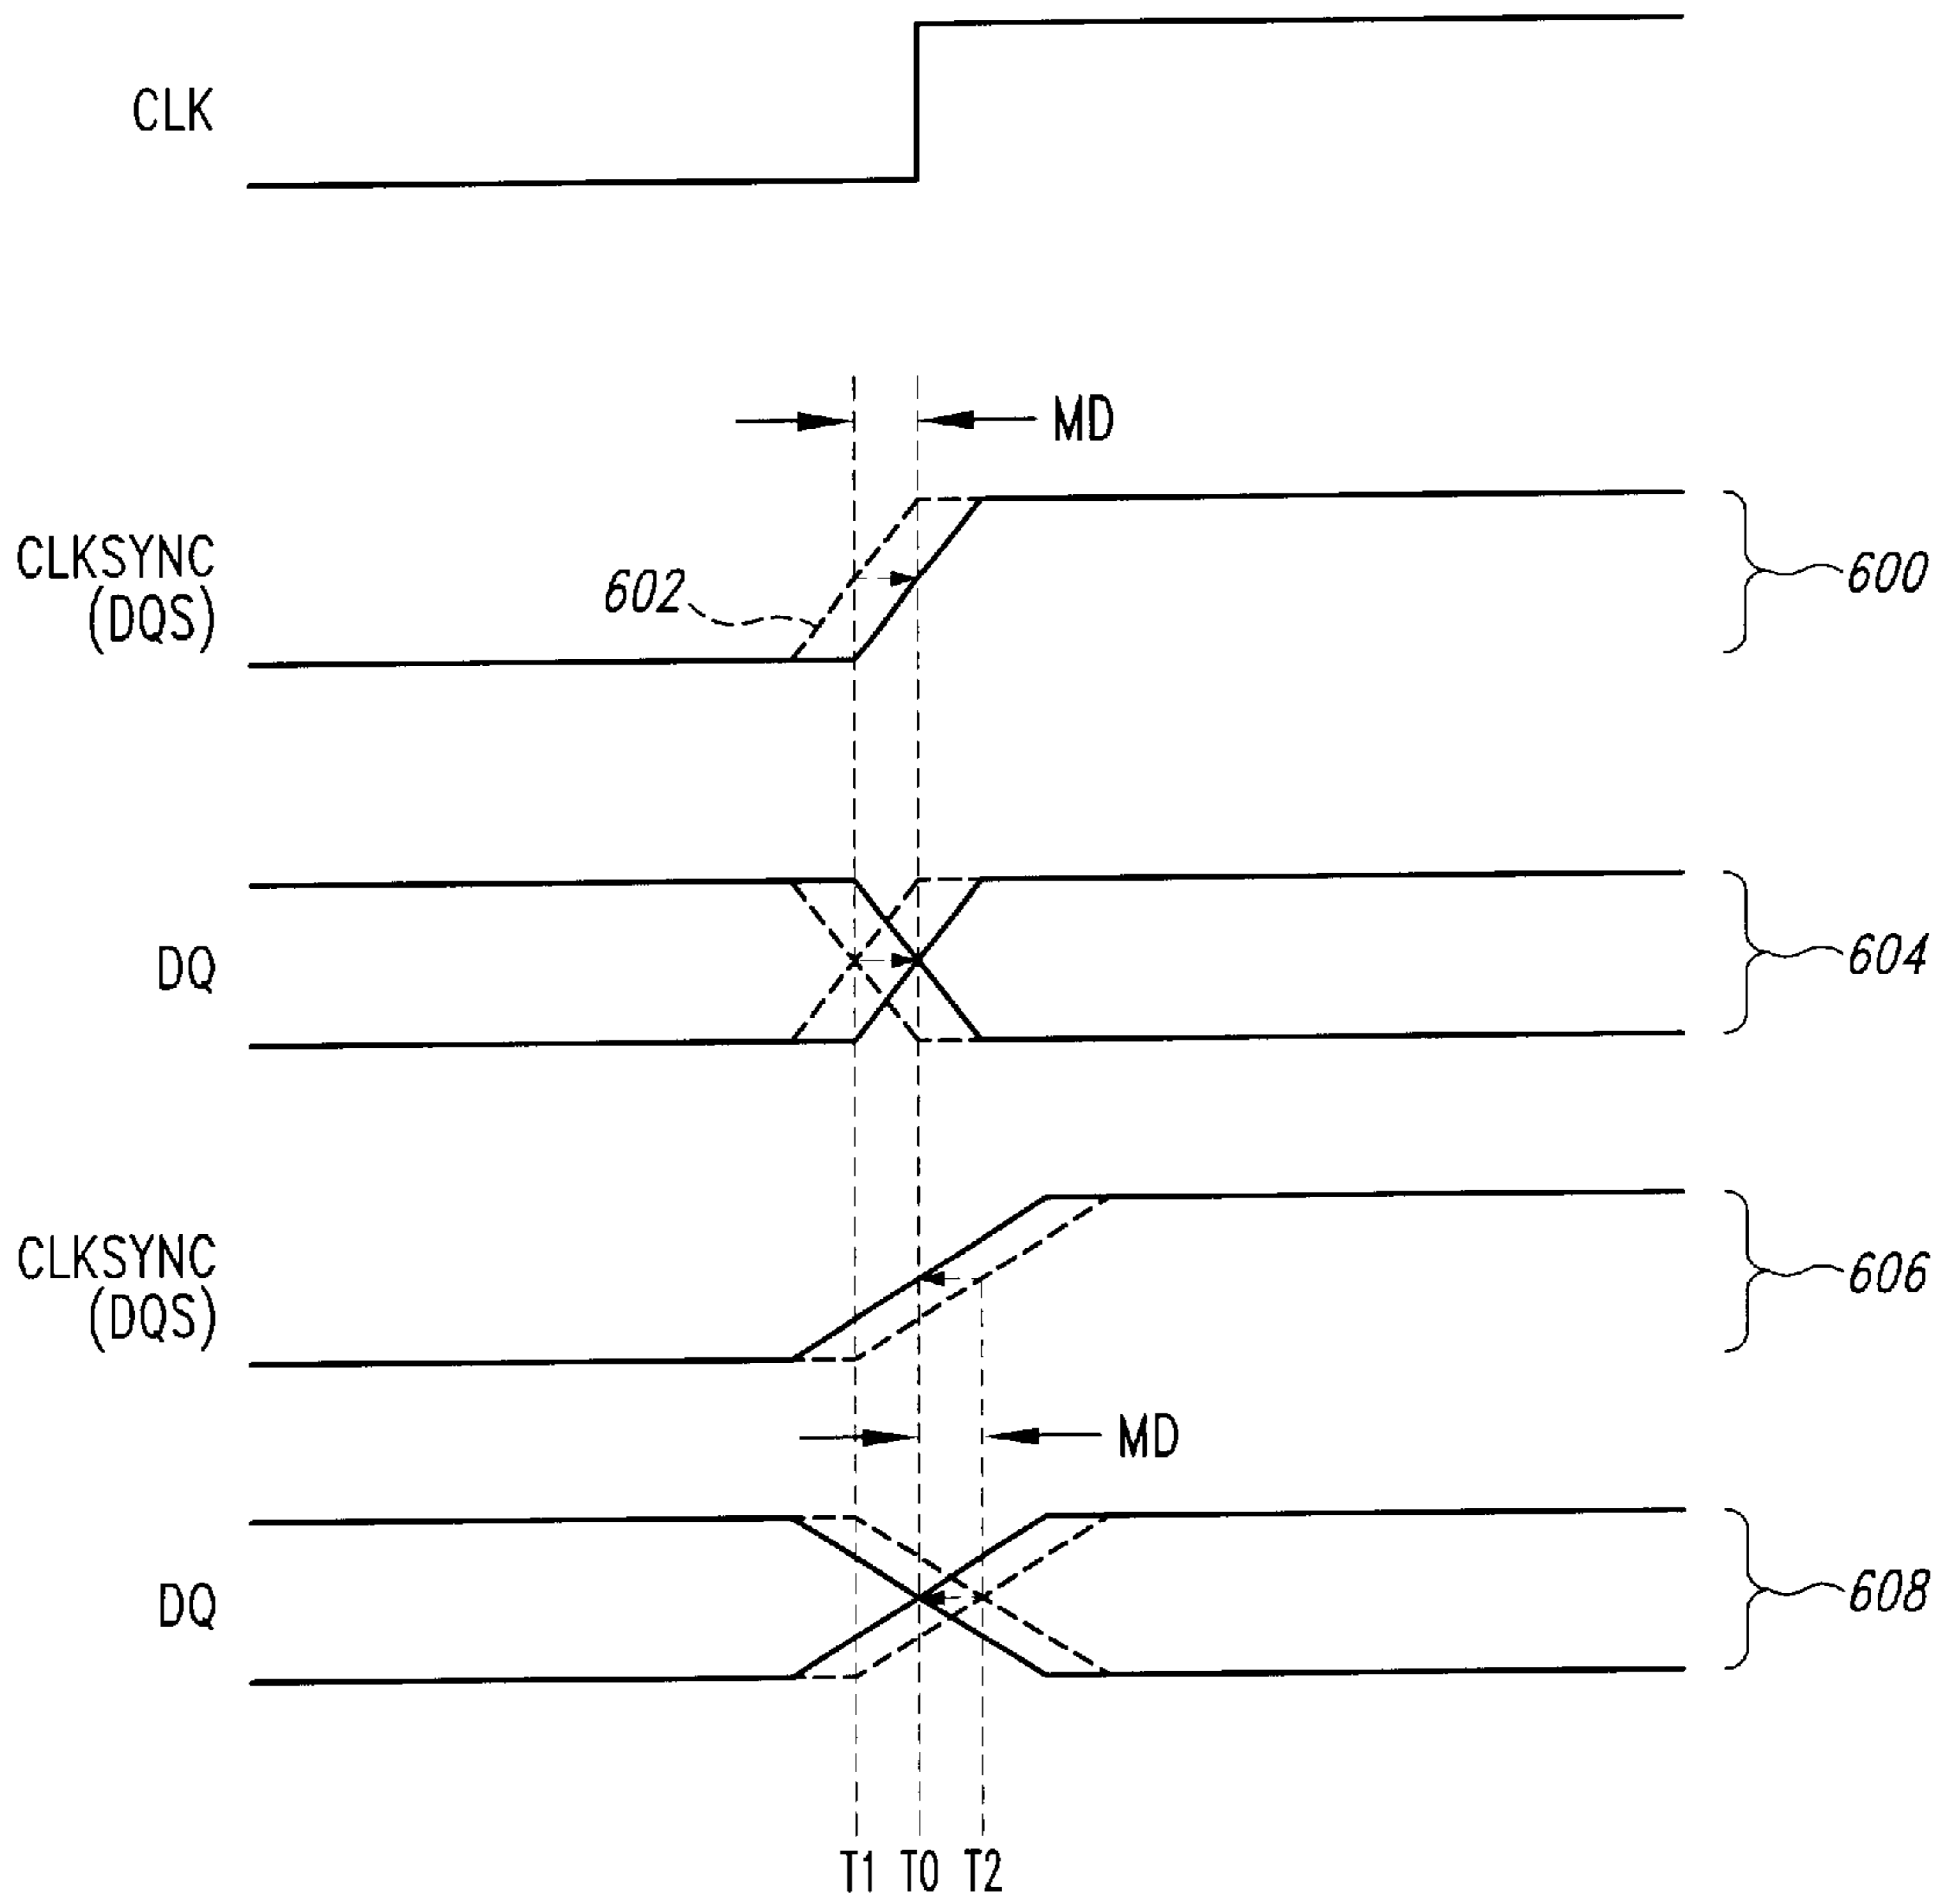 CLK
MD
CLKSYNC
(DQS)
602
600
DQ
604
CLKSYNC
(DQS)
606
MD
DQ
608
T1 T0 T2